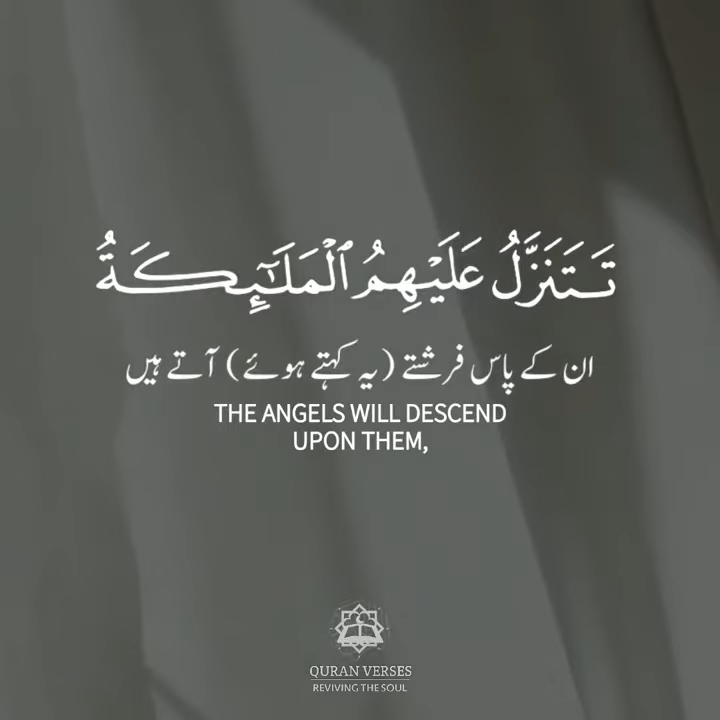 تَتَنَزَّلُ عَلَيْهِمُ ٱلْمَلَـٰٓئِكَةُ
ان کے پاس فرشتے (یہ کہتے ہوئے) آتے ہیں
THE ANGELS WILL DESCEND
UPON THEM,
QURAN VERSES
REVIVING THE SOUL